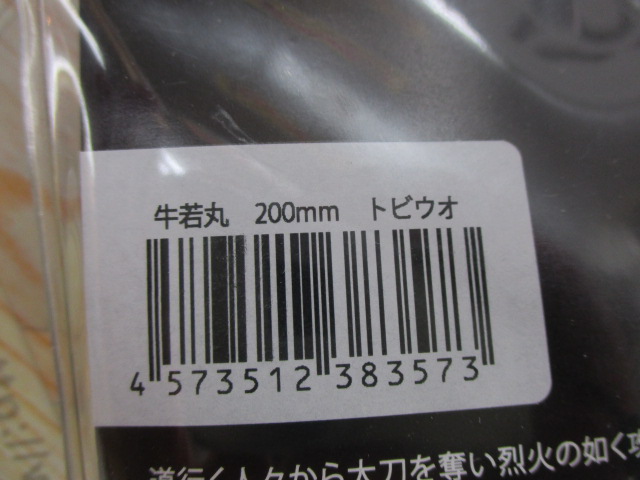 牛若丸 200mm トビウオ
4 573512 383573
道行く人々から太刀を奪い烈火の如く